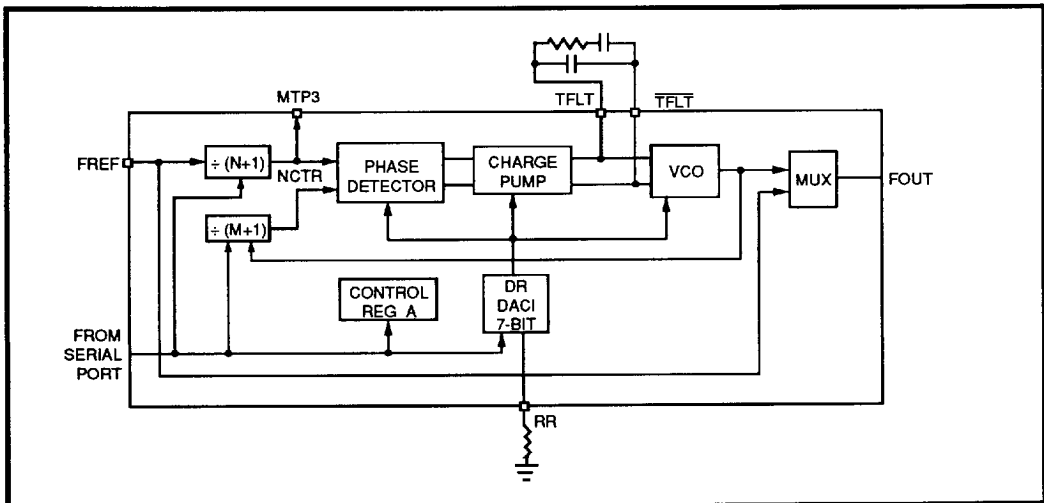 MTP3
TFLT
TFLT
FREF
÷ (N+1)
NCTR
PHASE
DETECTOR
CHARGE
PUMP
VCO
MUX
FOUT
÷ (M+1)
CONTROL
REG A
DR
DACI
7-BIT
FROM
SERIAL
PORT
RR